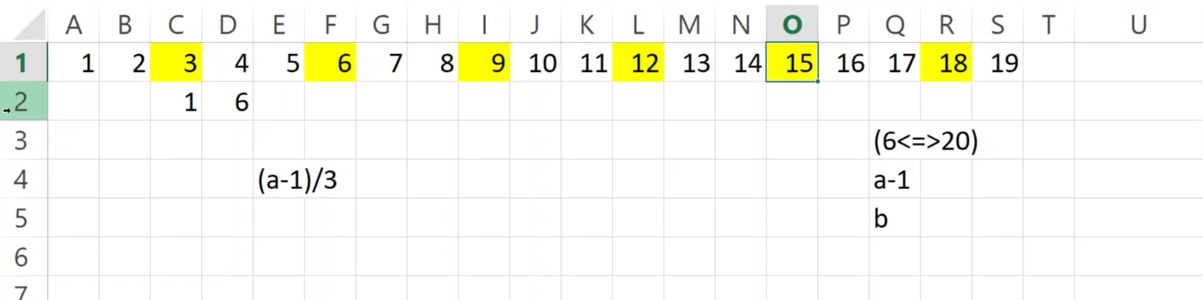 A B C D E F G H I J K L M N O P Q R S T U
1 1 2 3 4 5 6 7 8 9 10 11 12 13 14 15 16 17 18 19
2 1 6
3 (6<=>20)
4 (a-1)/3 a-1
5 b
6
7